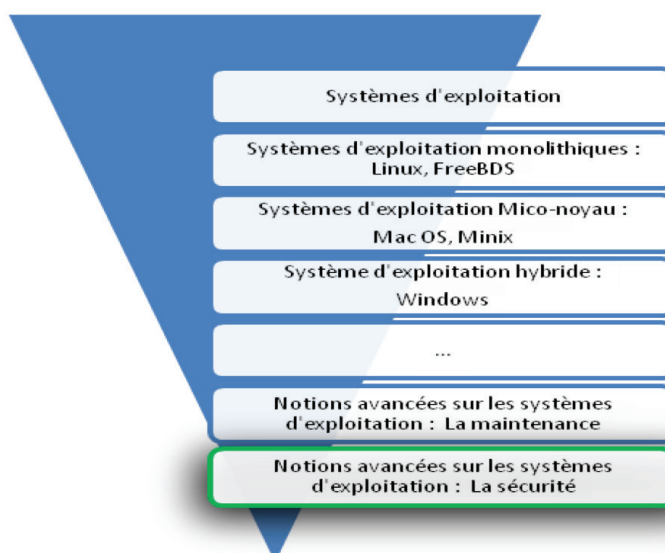 Systèmes d'exploitation
Systèmes d'exploitation monolithiques :
Linux, FreeBDS
Systèmes d'exploitation Mico-noyau :
Mac OS, Minix
Système d'exploitation hybride :
Windows
...
Notions avancées sur les systèmes
d'exploitation : La maintenance
Notions avancées sur les systèmes
d'exploitation : La sécurité